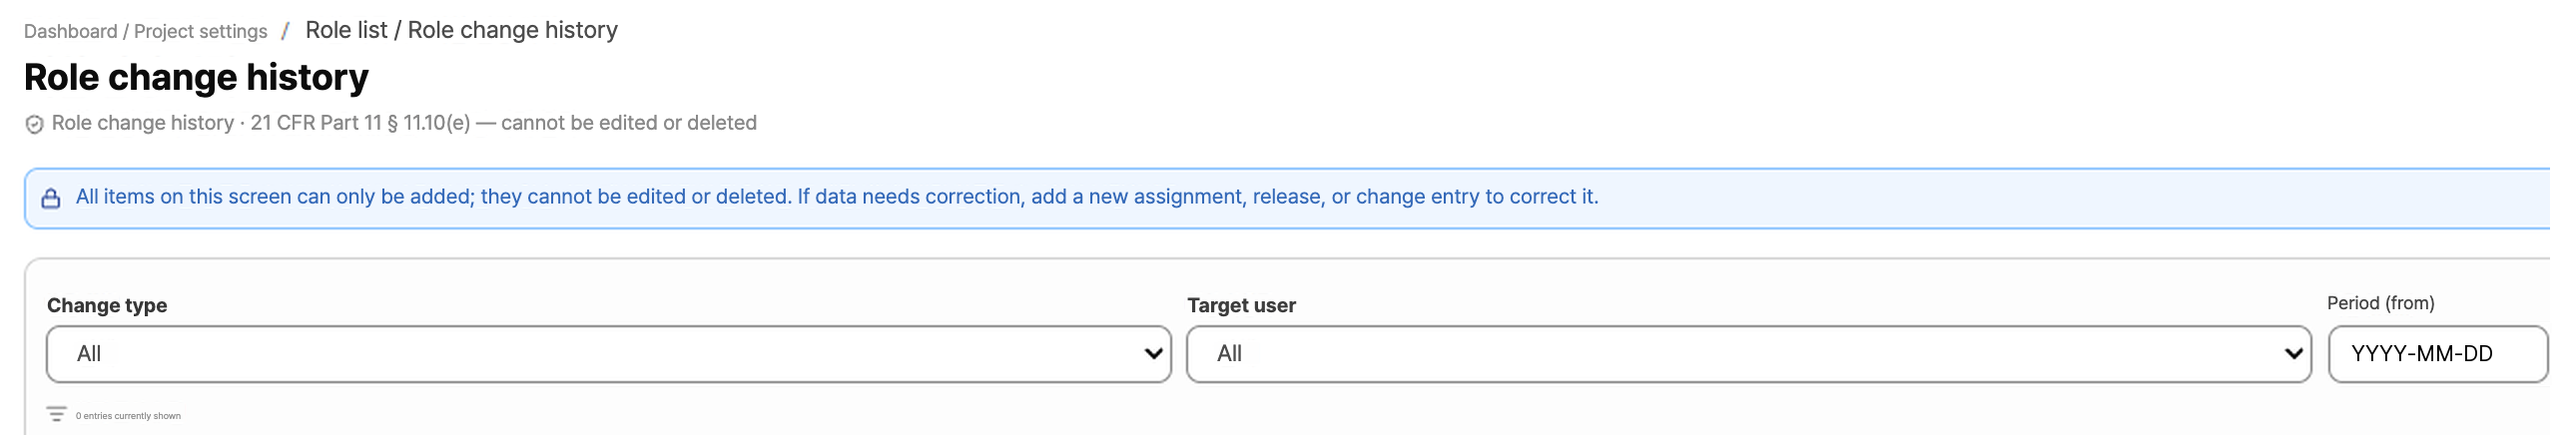 Dashboard / Project settings / Role list / Role change history
Role change history
Role change history · 21 CFR Part 11 § 11.10(e) — cannot be edited or deleted
All items on this screen can only be added; they cannot be edited or deleted. If data needs correction, add a new assignment, release, or change entry to correct it.
Change type Target user Period (from)
All All YYYY-MM-DD
0 entries currently shown